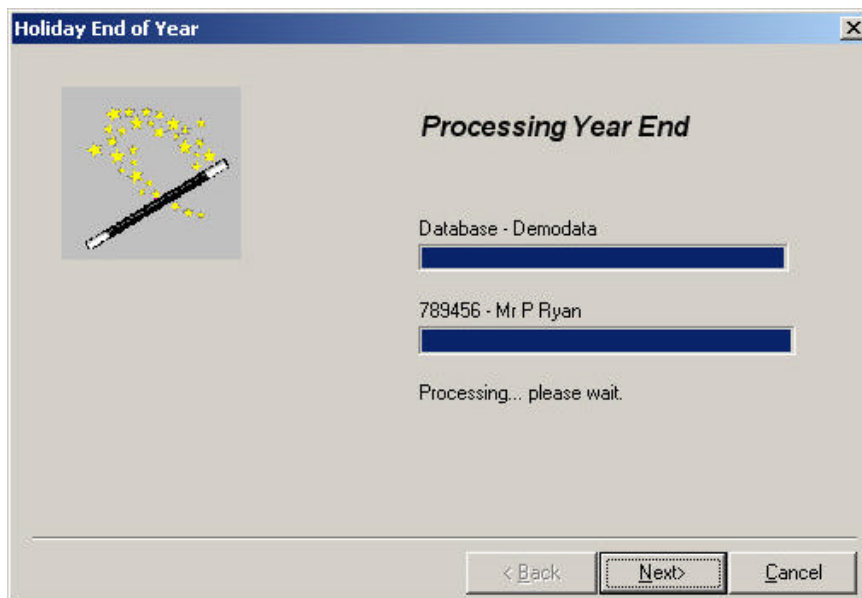 Holiday End of Year
Processing Year End
Database - Demodata
789456 - Mr P Ryan
Processing... please wait.
< Back
Next>
Cancel